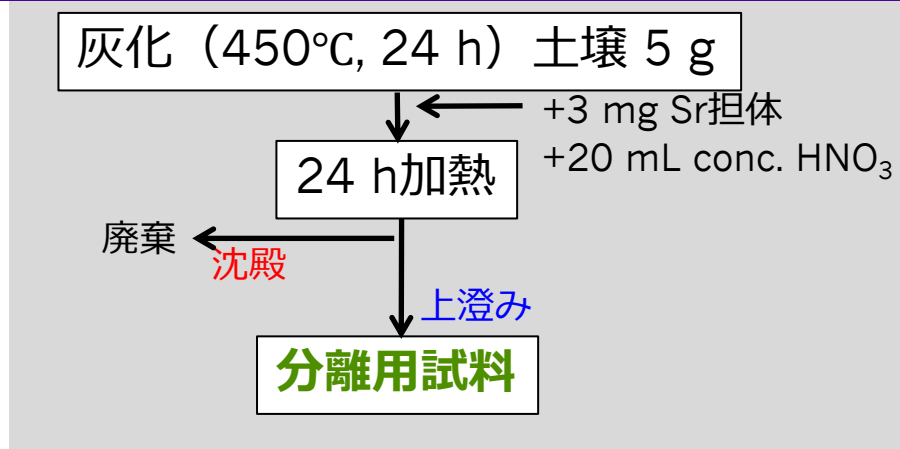 灰化（450℃, 24 h）土壌 5 g
+3 mg Sr担体
+20 mL conc. HNO₃
24 h加熱
廃棄
沈殿
上澄み
分離用試料